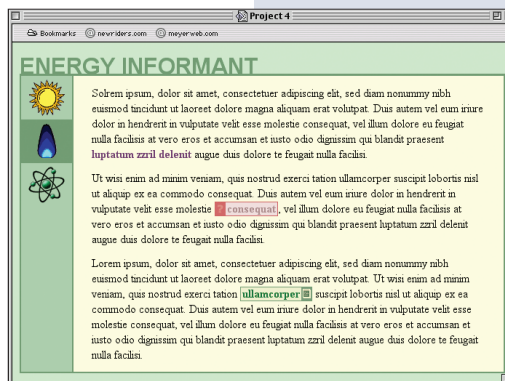 Project 4
Bookmarks newriders.com meyerweb.com
ENERGY INFORMANT
Solrem ipsum, dolor sit amet, consectetuer adipiscing elit, sed diam nonummy nibh
euismod tincidunt ut laoreet dolore magna aliquam erat volutpat. Duis autem vel eum iriure
dolor in hendrerit in vulputate velit esse molestie consequat, vel illum dolore eu feugiat
nulla facilisis at vero eros et accumsan et iusto odio dignissim qui blandit praesent
luptatum zzril delenit augue duis dolore te feugait nulla facilisi.
Ut wisi enim ad minim veniam, quis nostrud exerci tation ullamcorper suscipit lobortis nisl
ut aliquip ex ea commodo consequat. Duis autem vel eum iriure dolor in hendrerit in
vulputate velit esse molestie ? consequat, vel illum dolore eu feugiat nulla facilisis at
vero eros et accumsan et iusto odio dignissim qui blandit praesent luptatum zzril delenit
augue duis dolore te feugait nulla facilisi.
Lorem ipsum, dolor sit amet, consectetuer adipiscing elit, sed diam nonummy nibh euismod
tincidunt ut laoreet dolore magna aliquam erat volutpat. Ut wisi enim ad minim
veniam, quis nostrud exerci tation ullamcorper suscipit lobortis nisl ut aliquip ex ea
commodo consequat. Duis autem vel eum iriure dolor in hendrerit in vulputate velit esse
molestie consequat, vel illum dolore eu feugiat nulla facilisis at vero eros et accumsan et
iusto odio dignissim qui blandit praesent luptatum zzril delenit augue duis dolore te feugait
nulla facilisi.